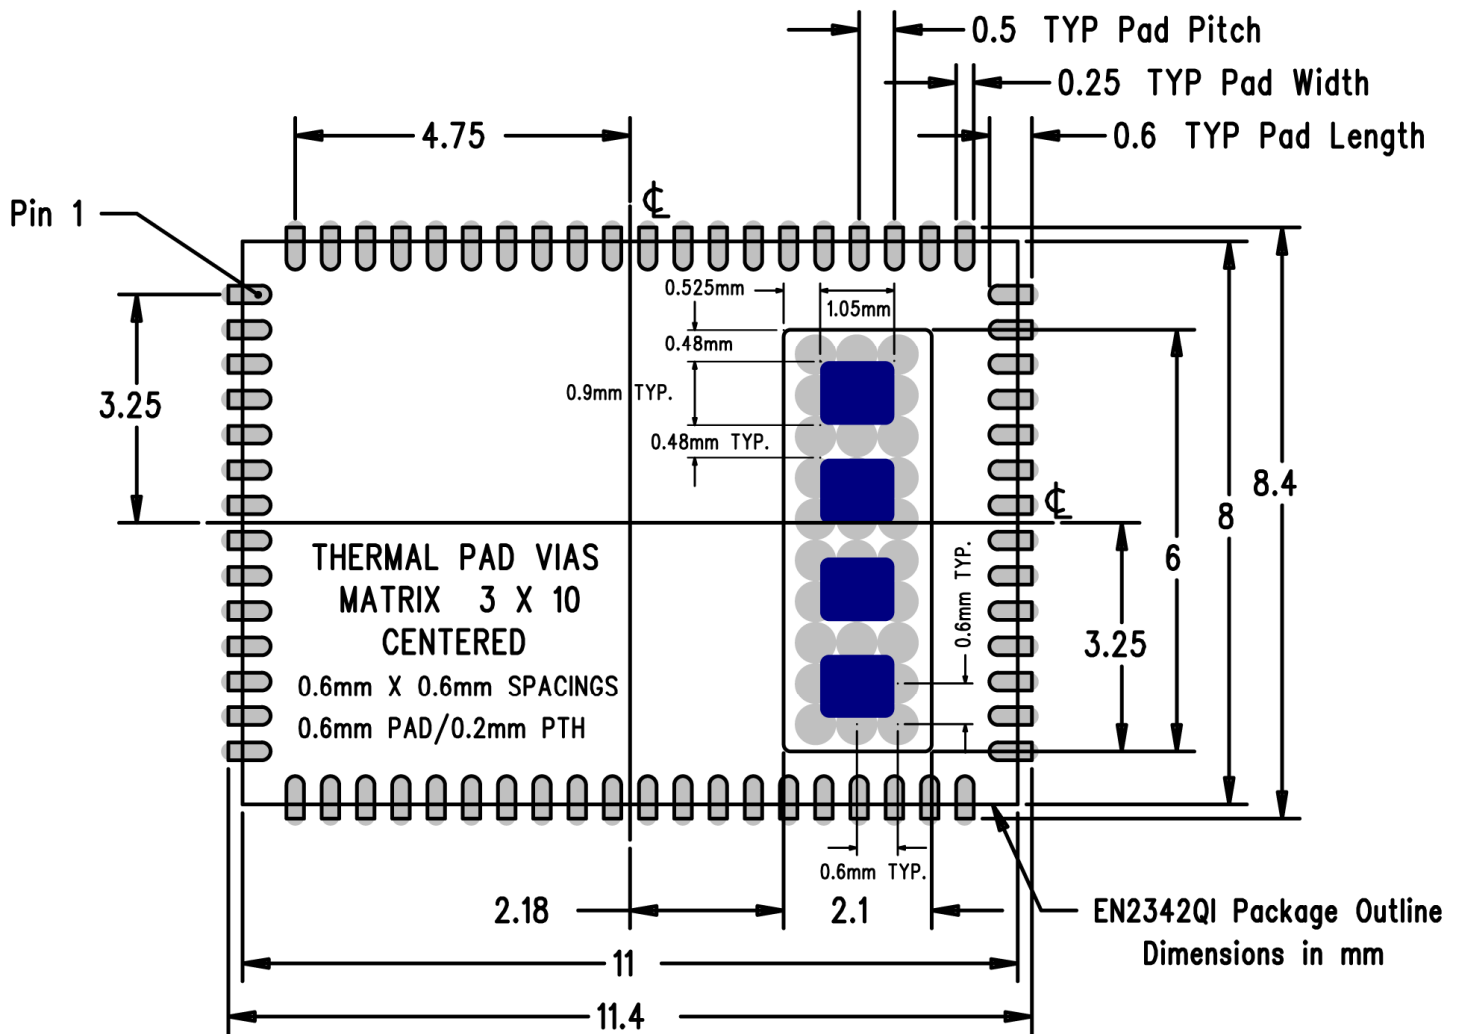 0.5 TYP Pad Pitch
0.25 TYP Pad Width
4.75
0.6 TYP Pad Length
Pin 1
℄
0.525mm
1.05mm
0.48mm
0.9mm TYP.
3.25
0.48mm TYP.
8.4
℄
8
THERMAL PAD VIAS
MATRIX 3 X 10
CENTERED
0.6mm X 0.6mm SPACINGS
0.6mm PAD/0.2mm PTH
0.6mm TYP.
6
3.25
0.6mm TYP.
2.18
2.1
EN2342QI Package Outline
Dimensions in mm
11
11.4